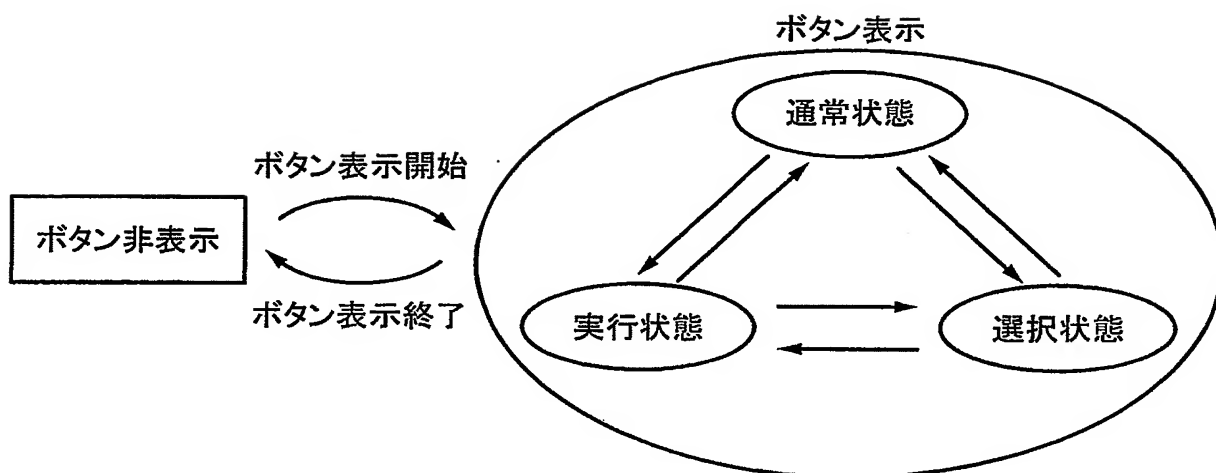 ボタン表示
通常状態
ボタン表示開始
ボタン非表示
ボタン表示終了
実行状態
選択状態